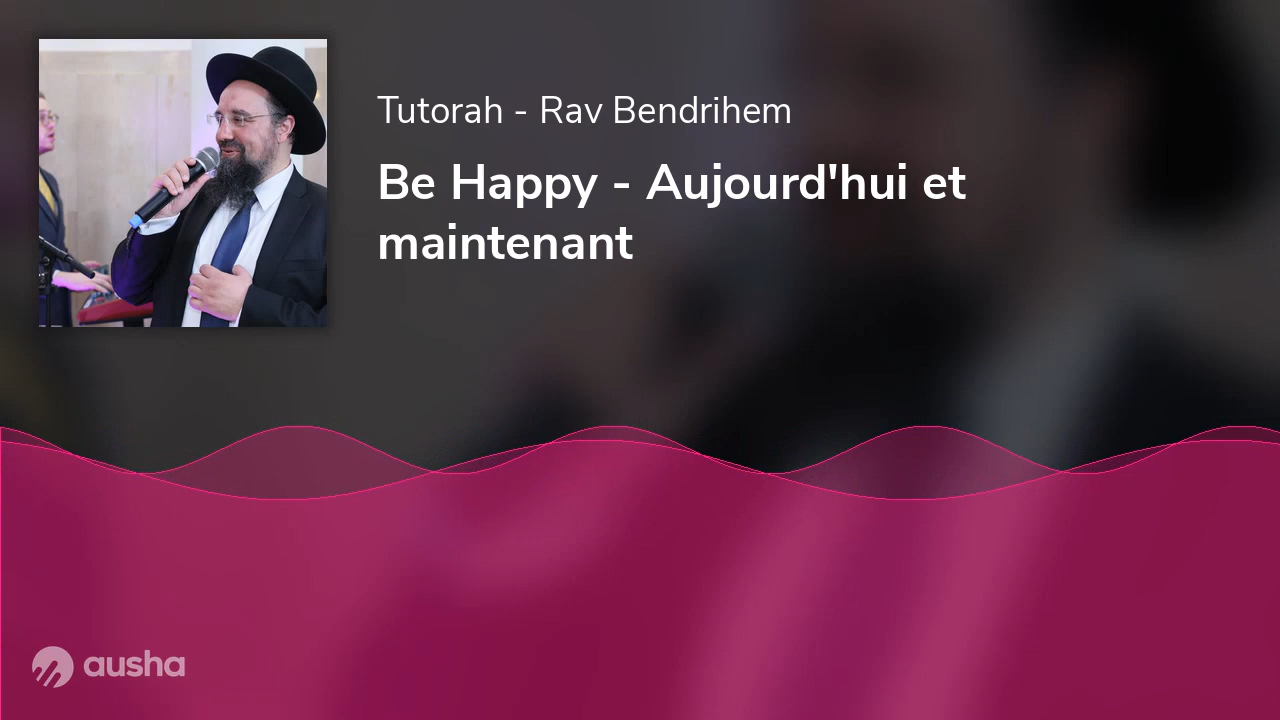 Tutorah - Rav Bendrihem
Be Happy - Aujourd'hui et
maintenant
ausha